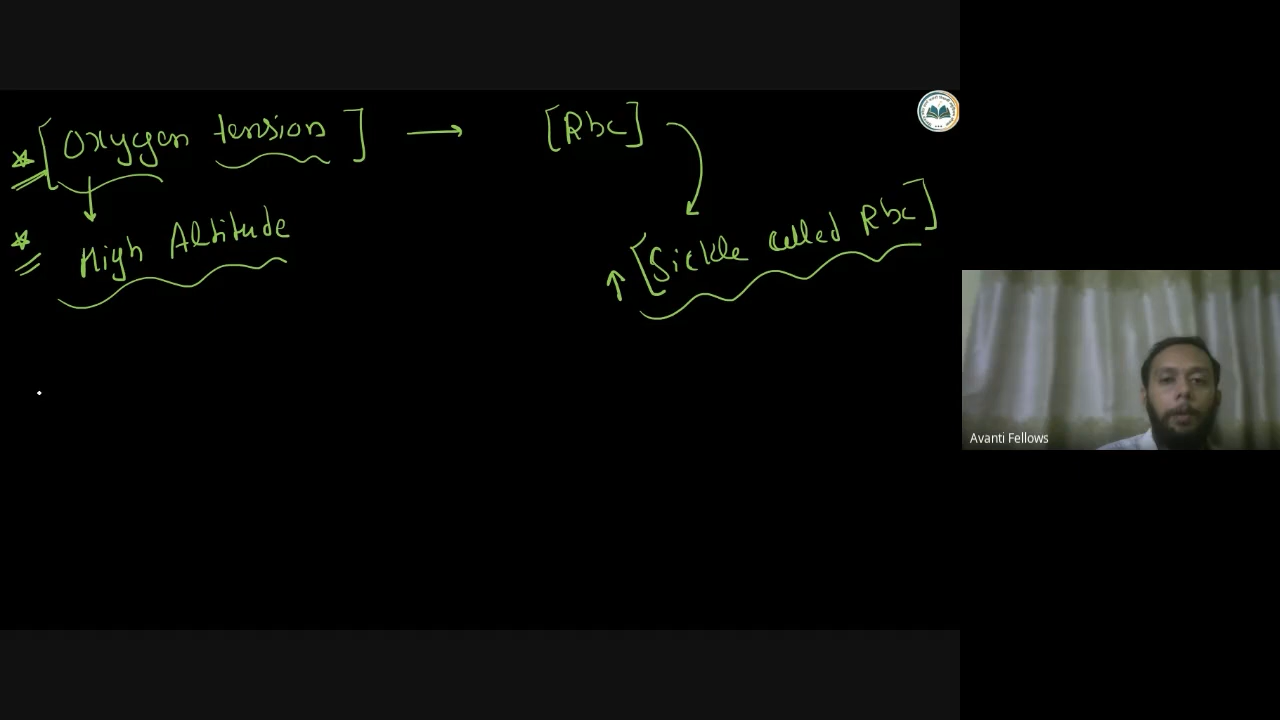 [Oxygen tension] → [Rbc]
High Altitude
↑ [Sickle celled Rbc]
Avanti Fellows